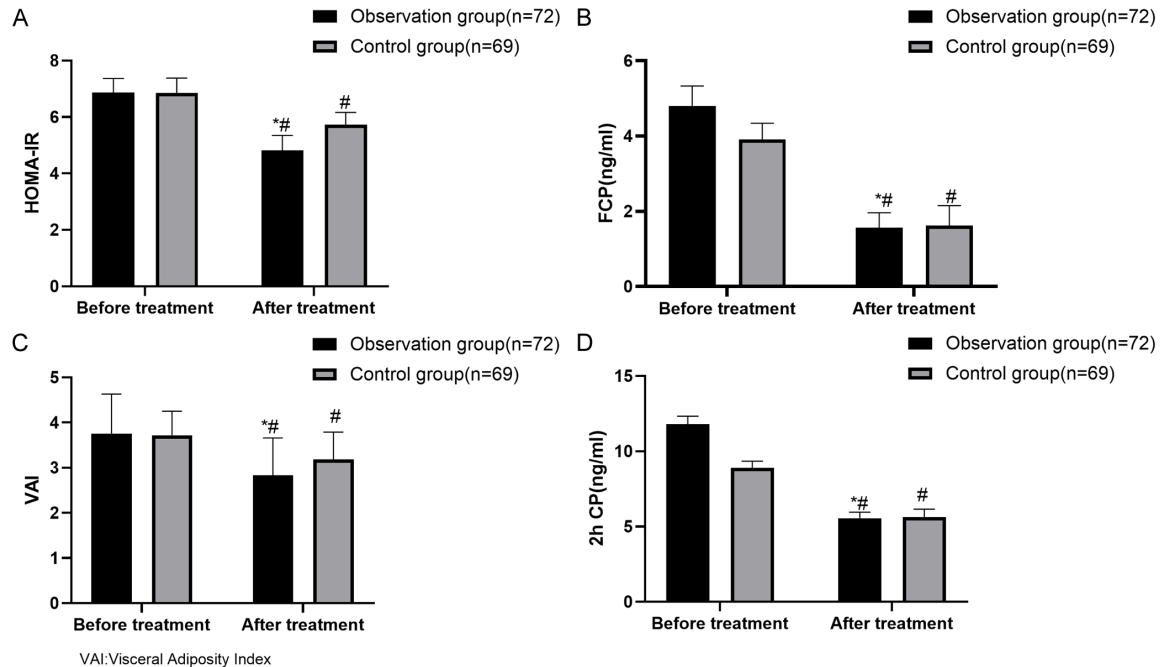 A
Observation group(n=72)
Control group(n=69)
HOMA-IR
8
6
4
2
0
*#
#
Before treatment
After treatment
B
Observation group(n=72)
Control group(n=69)
FCP(ng/ml)
6
4
2
0
*#
#
Before treatment
After treatment
C
Observation group(n=72)
Control group(n=69)
VAI
5
4
3
2
1
0
*#
#
Before treatment
After treatment
VAI:Visceral Adiposity Index
D
Observation group(n=72)
Control group(n=69)
2h CP(ng/ml)
15
10
5
0
*#
#
Before treatment
After treatment